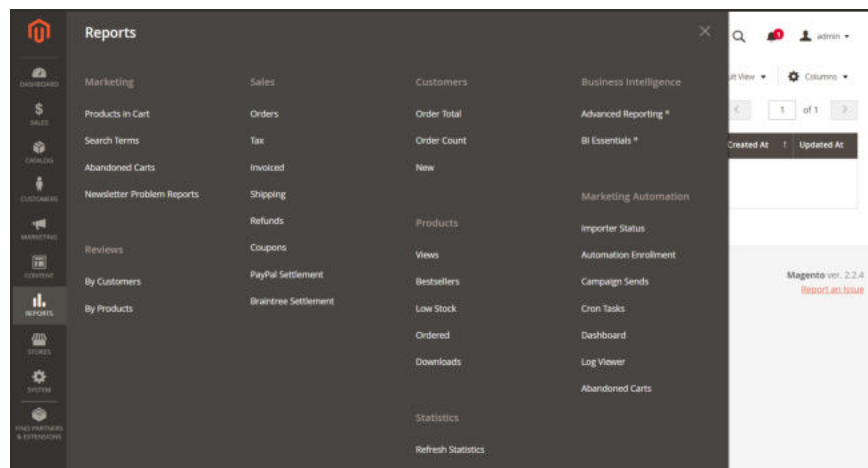 DASHBOARD
SALES
CATALOG
CUSTOMERS
MARKETING
CONTENT
REPORTS
STORES
SYSTEM
FIND PARTNERS
& EXTENSIONS
Reports
Marketing
Products in Cart
Search Terms
Abandoned Carts
Newsletter Problem Reports
Reviews
By Customers
By Products
Sales
Orders
Tax
Invoiced
Shipping
Refunds
Coupons
PayPal Settlement
Braintree Settlement
Customers
Order Total
Order Count
New
Products
Views
Bestsellers
Low Stock
Ordered
Downloads
Statistics
Refresh Statistics
Business Intelligence
Advanced Reporting
BI Essentials
Marketing Automation
Importer Status
Automation Enrollment
Campaign Sends
Cron Tasks
Dashboard
Log Viewer
Abandoned Carts
1 admin
View Columns
1 of 1
Created At Updated At
Magento ver. 2.2.4
Report an Issue